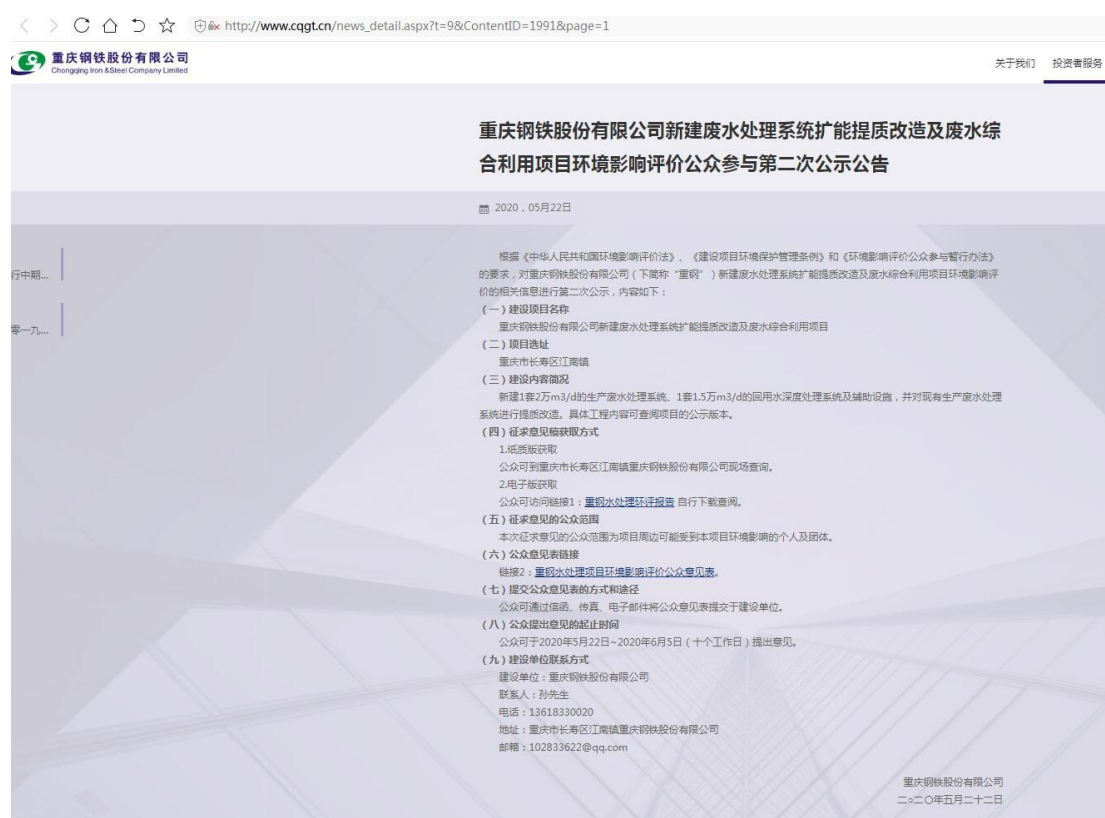 http://www.cqgt.cn/news_detail.aspx?t=9&ContentID=1991&page=1
重庆钢铁股份有限公司
Chongqing Iron &Steel Company Limited
关于我们 投资者服务
重庆钢铁股份有限公司新建废水处理系统扩能提质改造及废水综
合利用项目环境影响评价公众参与第二次公示公告
2020，05月22日
行中期...
零一九...
根据《中华人民共和国环境影响评价法》、《建设项目环境保护管理条例》和《环境影响评价公众参与暂行办法》
的要求，对重庆钢铁股份有限公司（下简称“重钢”）新建废水处理系统扩能提质改造及废水综合利用项目环境影响评
价的相关信息进行第二次公示，内容如下：
（一）建设项目名称
重庆钢铁股份有限公司新建废水处理系统扩能提质改造及废水综合利用项目
（二）项目选址
重庆市长寿区江南镇
（三）建设内容简况
新建1套2万m3/d的生产废水处理系统、1套1.5万m3/d的回用水深度处理系统及辅助设施，并对现有生产废水处理
系统进行提质改造。具体工程内容可查阅项目的公示版本。
（四）征求意见稿获取方式
1.纸质版获取
公众可到重庆市长寿区江南镇重庆钢铁股份有限公司现场查询。
2.电子版获取
公众可访问链接1：重钢水处理环评报告 自行下载查阅。
（五）征求意见的公众范围
本次征求意见的公众范围为项目周边可能受到本项目环境影响的个人及团体。
（六）公众意见表链接
链接2：重钢水处理项目环境影响评价公众意见表。
（七）提交公众意见表的方式和途径
公众可通过信函、传真、电子邮件将公众意见表提交于建设单位。
（八）公众提出意见的起止时间
公众可于2020年5月22日~2020年6月5日（十个工作日）提出意见。
（九）建设单位联系方式
建设单位：重庆钢铁股份有限公司
联系人：孙先生
电话：13618330020
地址：重庆市长寿区江南镇重庆钢铁股份有限公司
邮箱：102833622@qq.com
重庆钢铁股份有限公司
二○二〇年五月二十二日